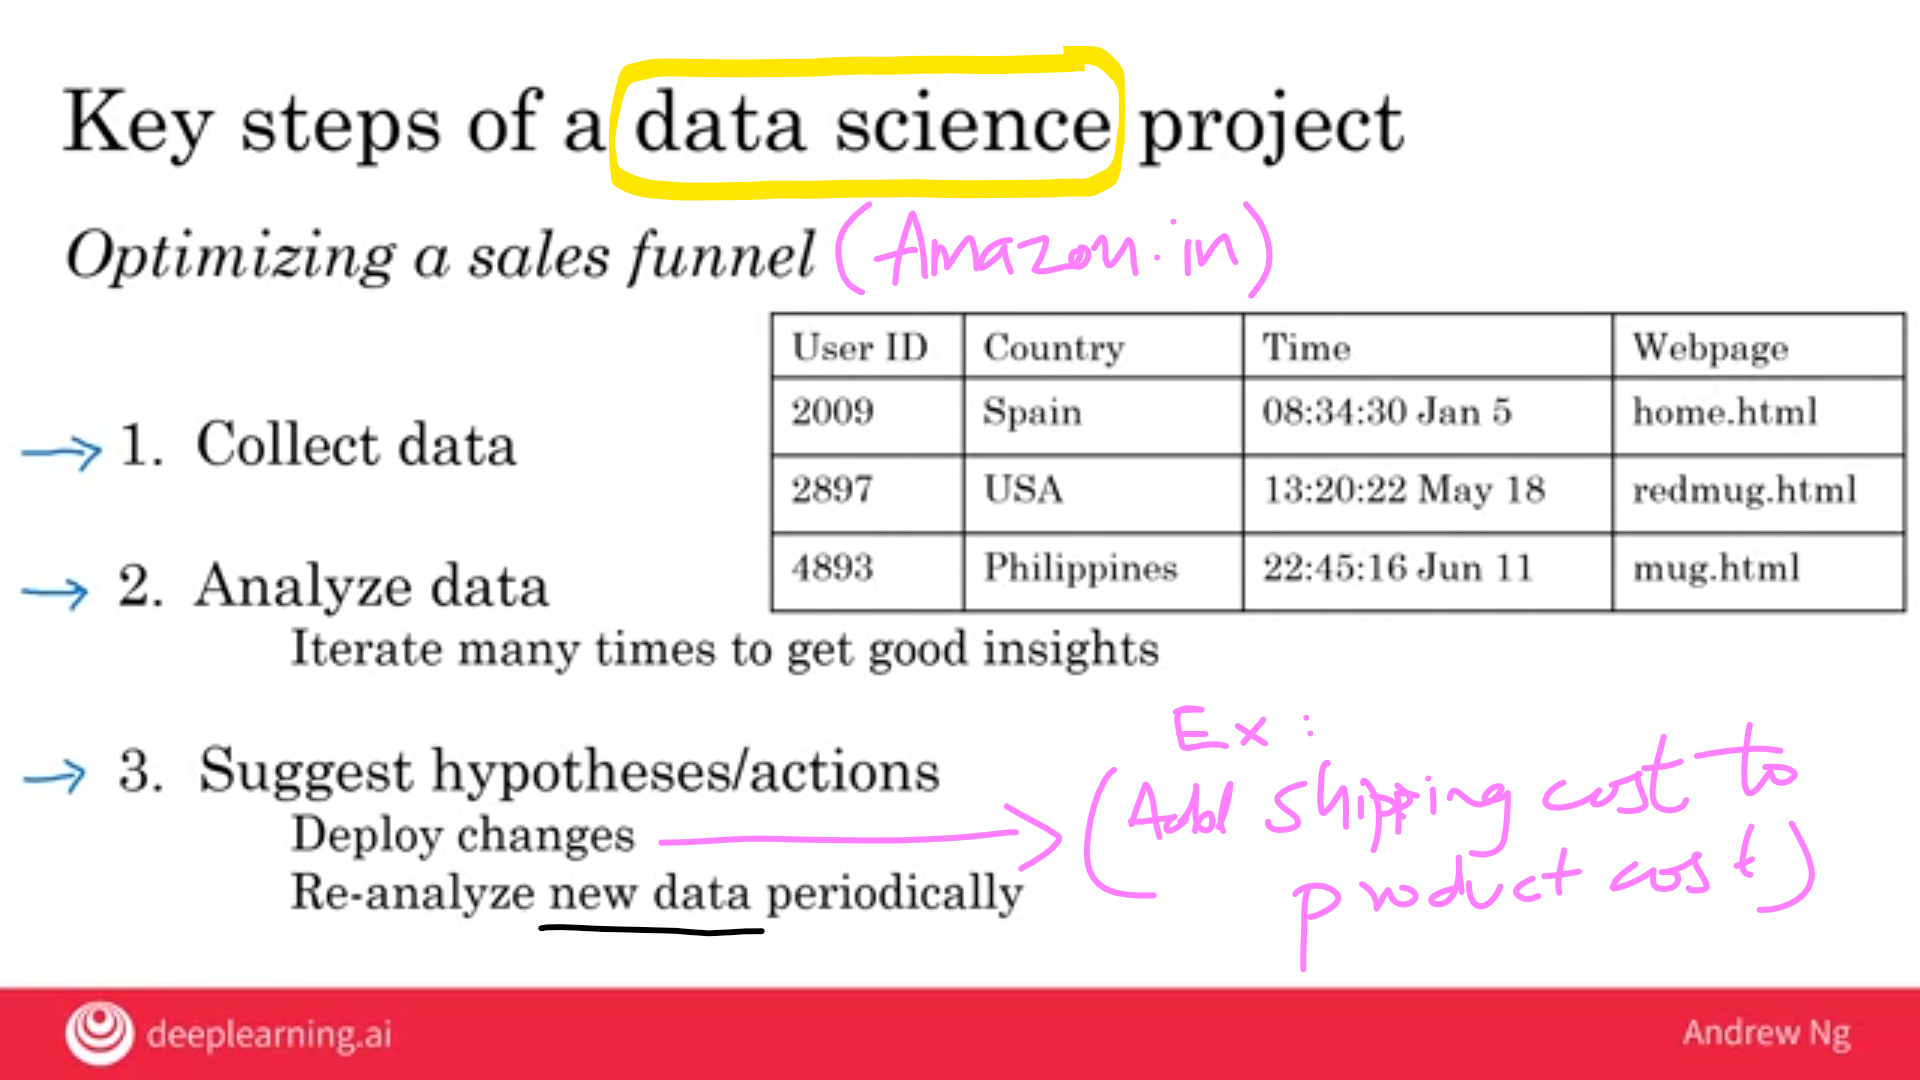 Key steps of a data science project
Optimizing a sales funnel (Amazon.in)
User ID Country Time Webpage
2009 Spain 08:34:30 Jan 5 home.html
2897 USA 13:20:22 May 18 redmug.html
4893 Philippines 22:45:16 Jun 11 mug.html
1. Collect data
2. Analyze data
Iterate many times to get good insights
3. Suggest hypotheses/actions
Deploy changes
Re-analyze new data periodically
Ex:
(Add shipping cost to
product cost)
deeplearning.ai
Andrew Ng